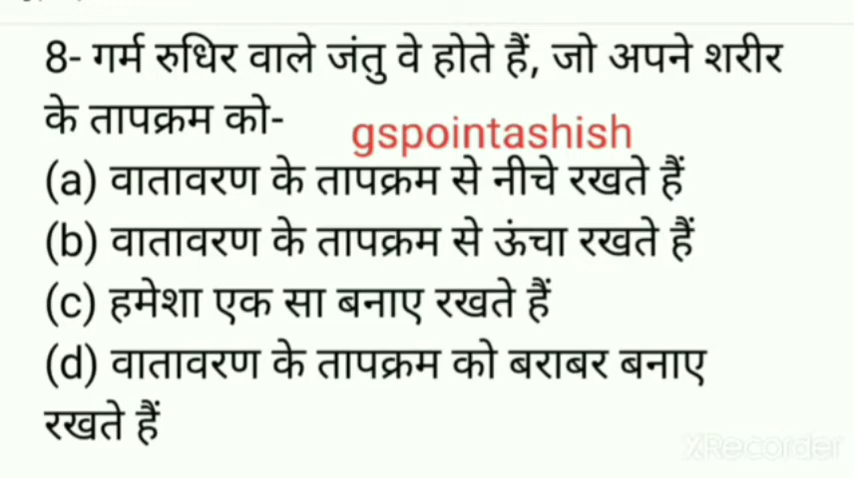 8- गर्म रुधिर वाले जंतु वे होते हैं, जो अपने शरीर
के तापक्रम को-
gspointashish
(a) वातावरण के तापक्रम से नीचे रखते हैं
(b) वातावरण के तापक्रम से ऊंचा रखते हैं
(c) हमेशा एक सा बनाए रखते हैं
(d) वातावरण के तापक्रम को बराबर बनाए
रखते हैं
XRecorder